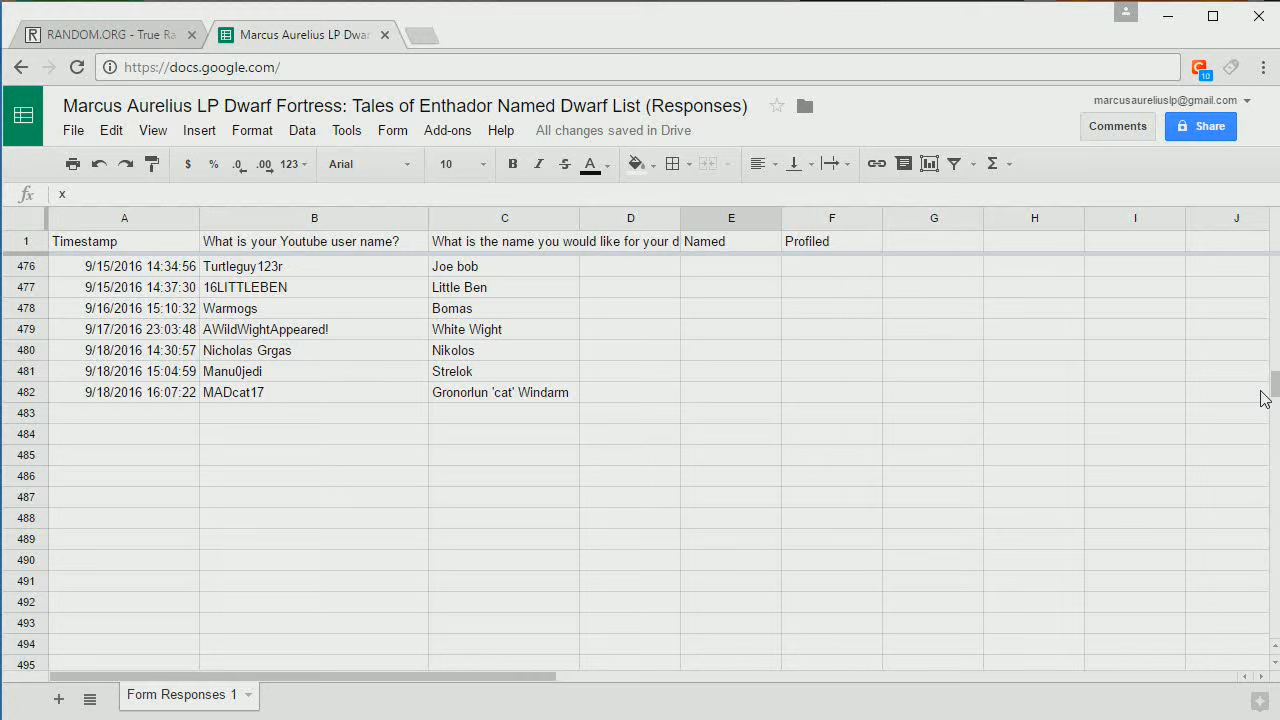 RANDOM.ORG - True Ra
Marcus Aurelius LP Dwar
https://docs.google.com/
10
Marcus Aurelius LP Dwarf Fortress: Tales of Enthador Named Dwarf List (Responses)
marcusaureliuslp@gmail.com
File Edit View Insert Format Data Tools Form Add-ons Help All changes saved in Drive
Comments Share
$ % .0 .00 123 Arial 10 B I S A Σ
fx x
A B C D E F G H I J
1 Timestamp What is your Youtube user name? What is the name you would like for your d Named Profiled
476 9/15/2016 14:34:56 Turtleguy123r Joe bob
477 9/15/2016 14:37:30 16LITTLEBEN Little Ben
478 9/16/2016 15:10:32 Warmogs Bomas
479 9/17/2016 23:03:48 AWildWightAppeared! White Wight
480 9/18/2016 14:30:57 Nicholas Grgas Nikolos
481 9/18/2016 15:04:59 Manu0jedi Strelok
482 9/18/2016 16:07:22 MADcat17 Gronorlun 'cat' Windarm
483
484
485
486
487
488
489
490
491
492
493
494
495
Form Responses 1